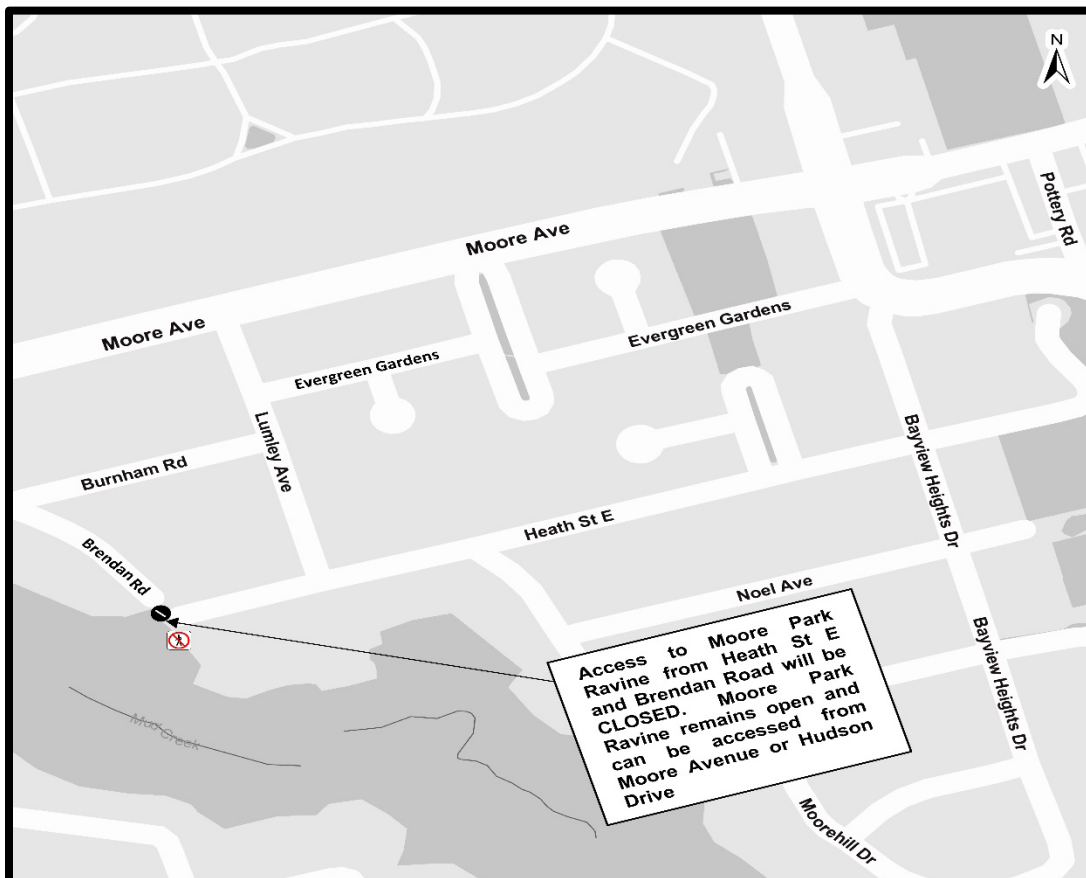 N
Pottery Rd
Moore Ave
Moore Ave
Evergreen Gardens
Evergreen Gardens
Lumley Ave
Burnham Rd
Bayview Heights Dr
Heath St E
Brendan Rd
Noel Ave
Access to Moore Park
Ravine from Heath St E
and Brendan Road will be
CLOSED. Moore Park
Ravine remains open and
can be accessed from
Moore Avenue or Hudson
Drive
Bayview Heights Dr
Mud Creek
Moorehill Dr